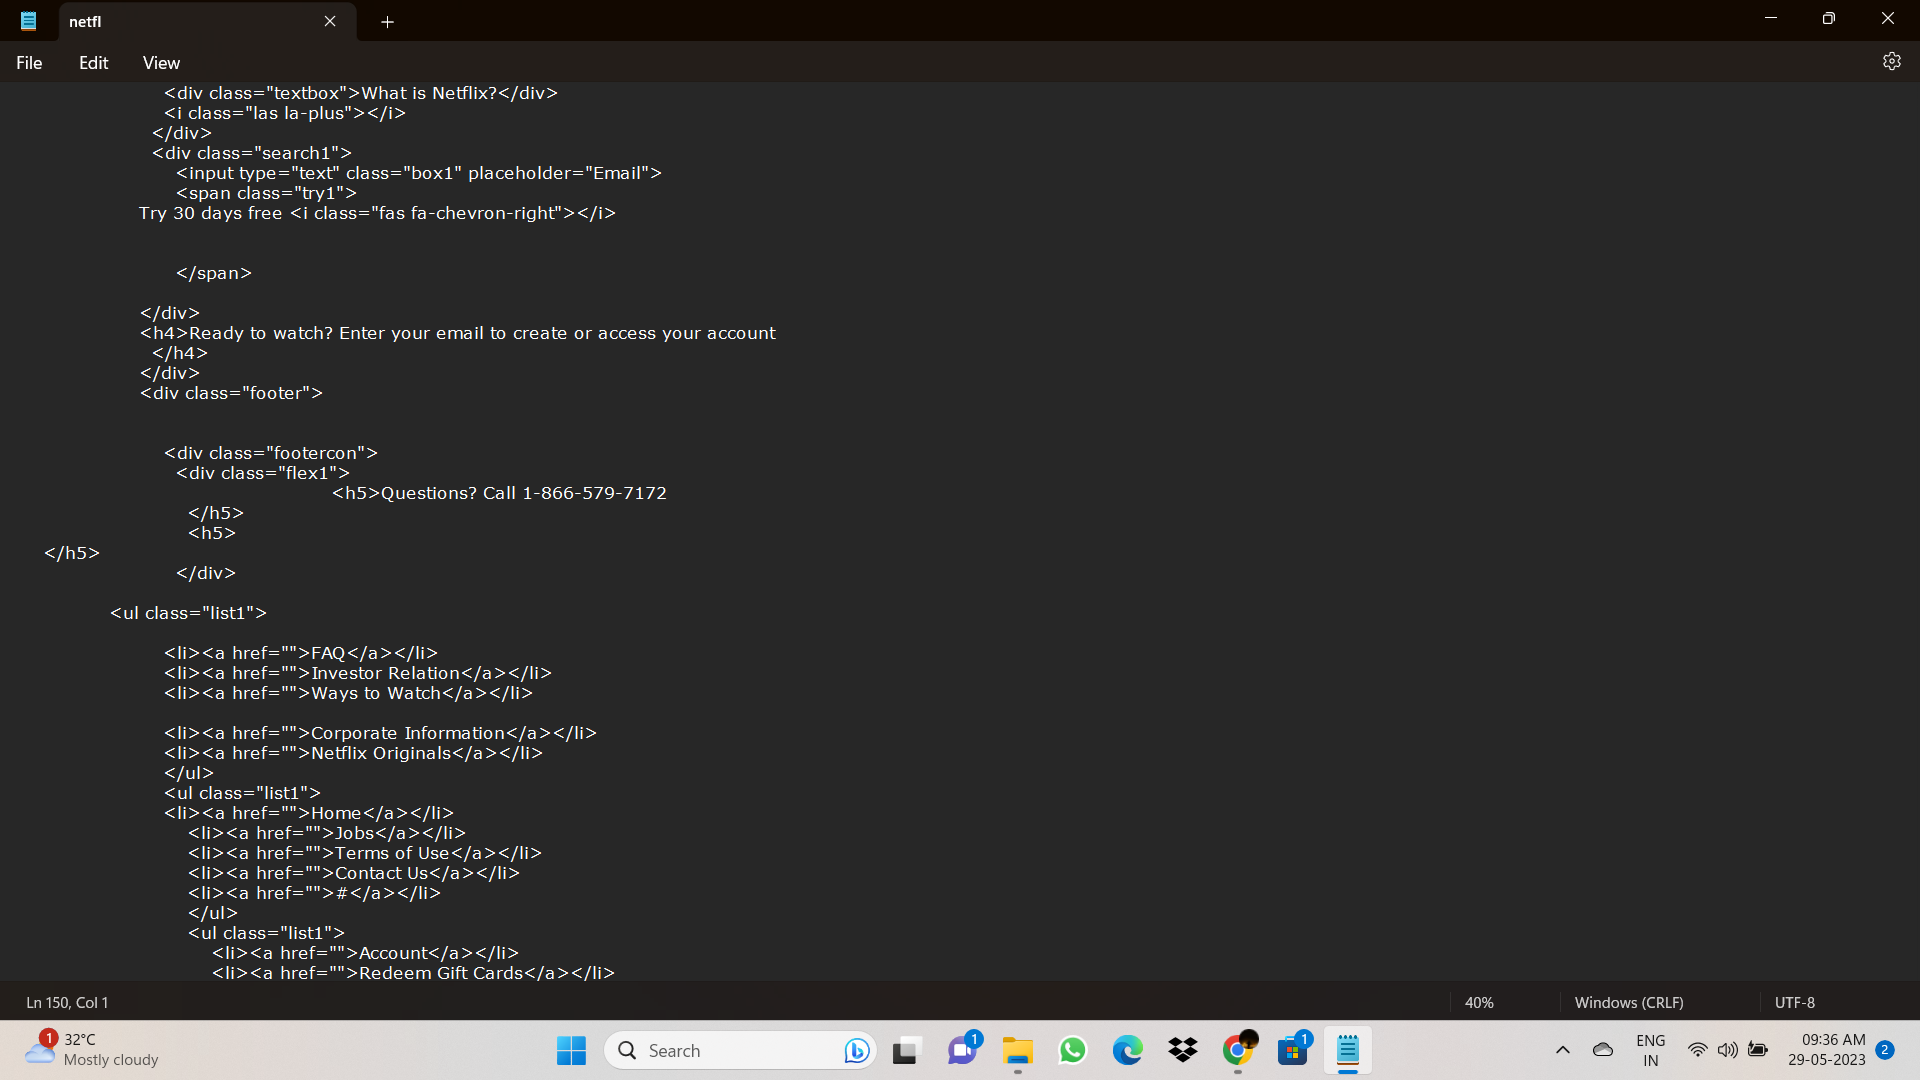 netfl
File Edit View
<div class="textbox">What is Netflix?</div>
<i class="las la-plus"></i>
</div>
<div class="search1">
<input type="text" class="box1" placeholder="Email">
<span class="try1">
Try 30 days free <i class="fas fa-chevron-right"></i>
</span>
</div>
<h4>Ready to watch? Enter your email to create or access your account
</h4>
</div>
<div class="footer">
<div class="footercon">
<div class="flex1">
<h5>Questions? Call 1-866-579-7172
</h5>
<h5>
</h5>
</div>
<ul class="list1">
<li><a href="">FAQ</a></li>
<li><a href="">Investor Relation</a></li>
<li><a href="">Ways to Watch</a></li>
<li><a href="">Corporate Information</a></li>
<li><a href="">Netflix Originals</a></li>
</ul>
<ul class="list1">
<li><a href="">Home</a></li>
<li><a href="">Jobs</a></li>
<li><a href="">Terms of Use</a></li>
<li><a href="">Contact Us</a></li>
<li><a href="">#</a></li>
</ul>
<ul class="list1">
<li><a href="">Account</a></li>
<li><a href="">Redeem Gift Cards</a></li>
Ln 150, Col 1 40% Windows (CRLF) UTF-8
1 32°C
Mostly cloudy
Search
1
1
ENG
IN
09:36 AM
29-05-2023
2